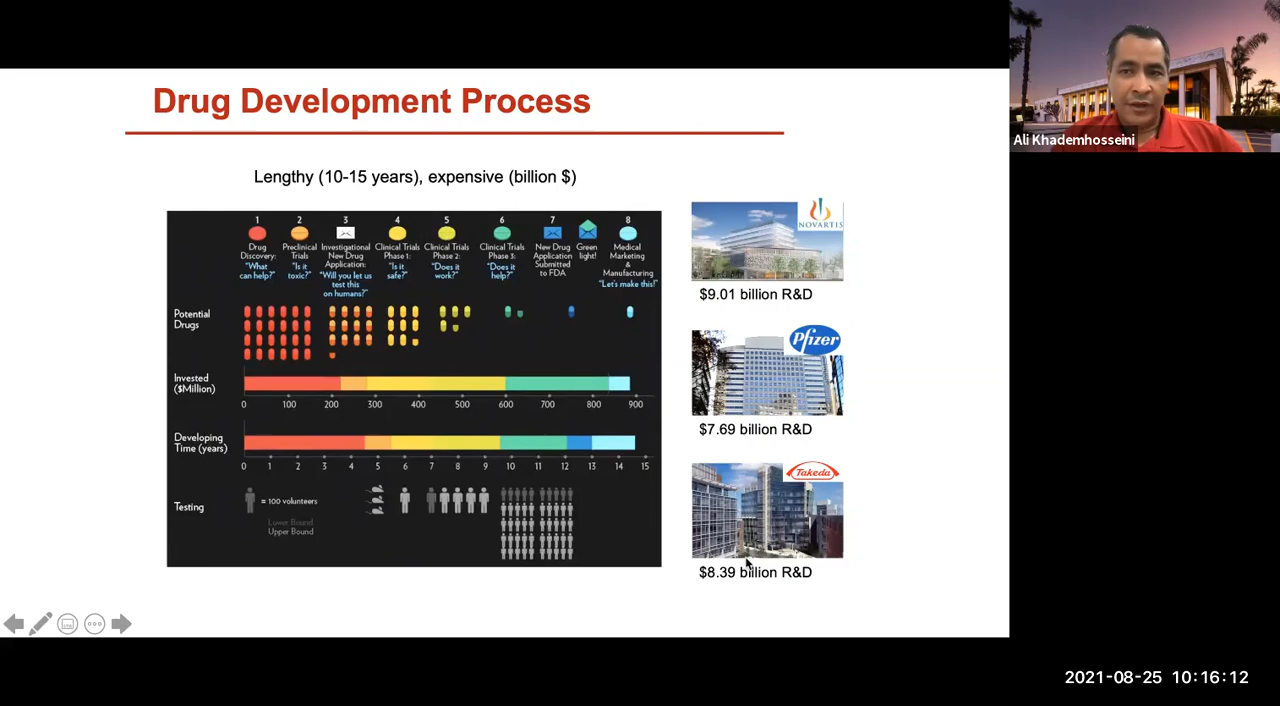 Drug Development Process
Lengthy (10-15 years), expensive (billion $)
1
Drug
Discovery:
"What
can help?"
2
Preclinical
Trials
"Is it
toxic?"
3
Investigational
New Drug
Application:
"Will you let us
test this
on humans?"
4
Clinical Trials
Phase 1:
"Is it
safe?"
5
Clinical Trials
Phase 2:
"Does it
work?"
6
Clinical Trials
Phase 3:
"Does it
help?"
7
New Drug
Application
Submitted
to FDA
Green
light!
8
Medical
Marketing
&
Manufacturing
"Let's make this!"
Potential
Drugs
Invested
($Million)
0 100 200 300 400 500 600 700 800 900
Developing
Time (years)
0 1 2 3 4 5 6 7 8 9 10 11 12 13 14 15
Testing
= 100 volunteers
Lower Bound
Upper Bound
NOVARTIS
$9.01 billion R&D
Pfizer
$7.69 billion R&D
Takeda
$8.39 billion R&D
Ali Khademhosseini
2021-08-25 10:16:12